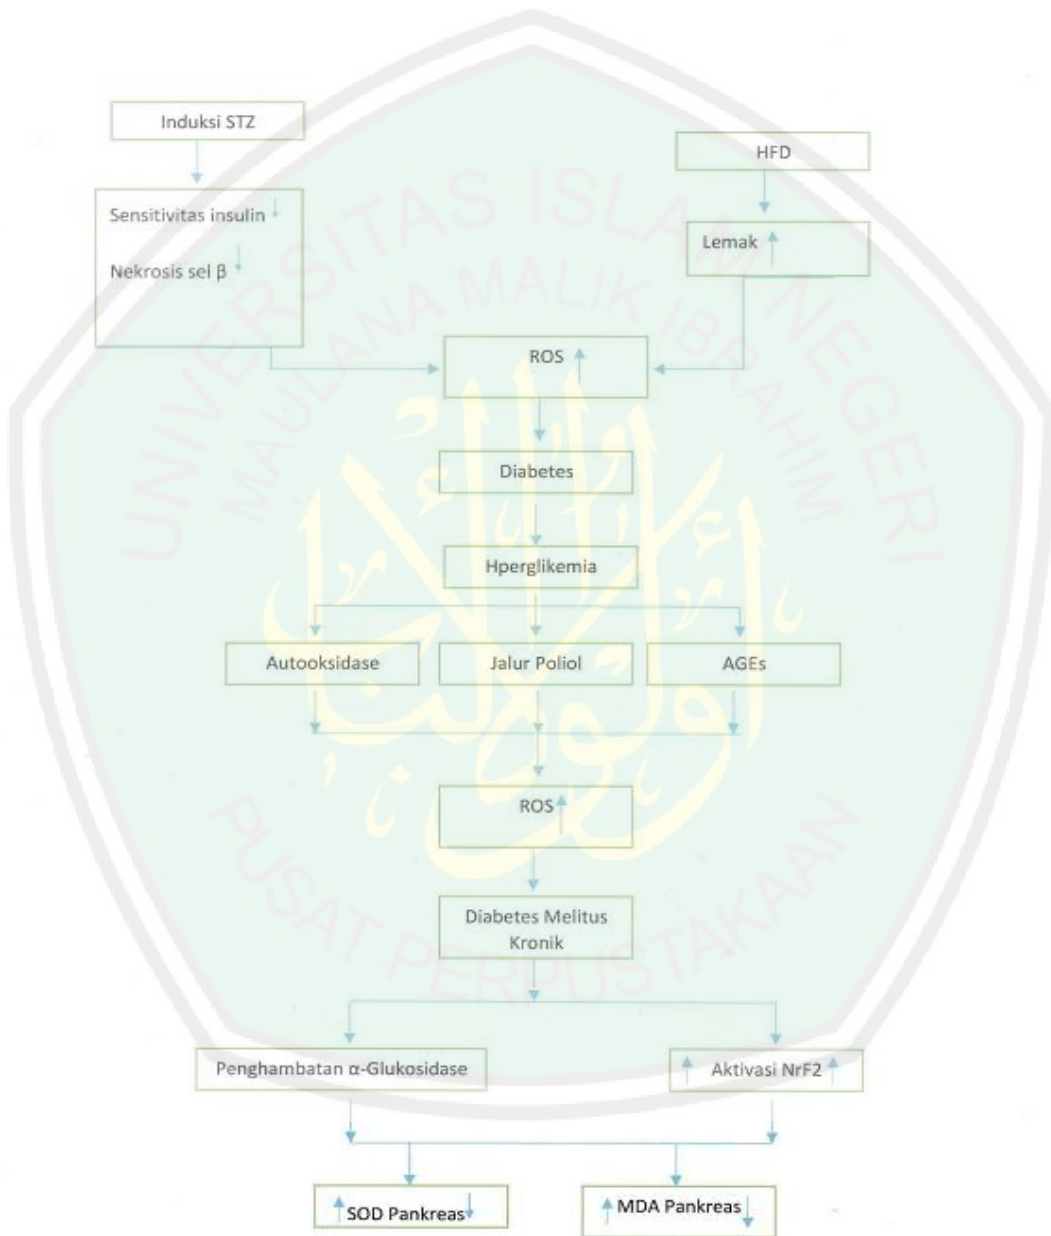 Induksi STZ
HFD
Sensitivitas insulin ↓
Nekrosis sel β ↓
Lemak ↑
ROS ↑
Diabetes
Hperglikemia
Autooksidase
Jalur Poliol
AGEs
ROS ↑
Diabetes Melitus
Kronik
Penghambatan α-Glukosidase
↑ Aktivasi NrF2 ↑
↑ SOD Pankreas ↓
↑ MDA Pankreas ↓
UNIVERSITAS ISLAM NEGERI
MAULANA MALIK IBRAHIM
PUSAT PERPUSTAKAAN